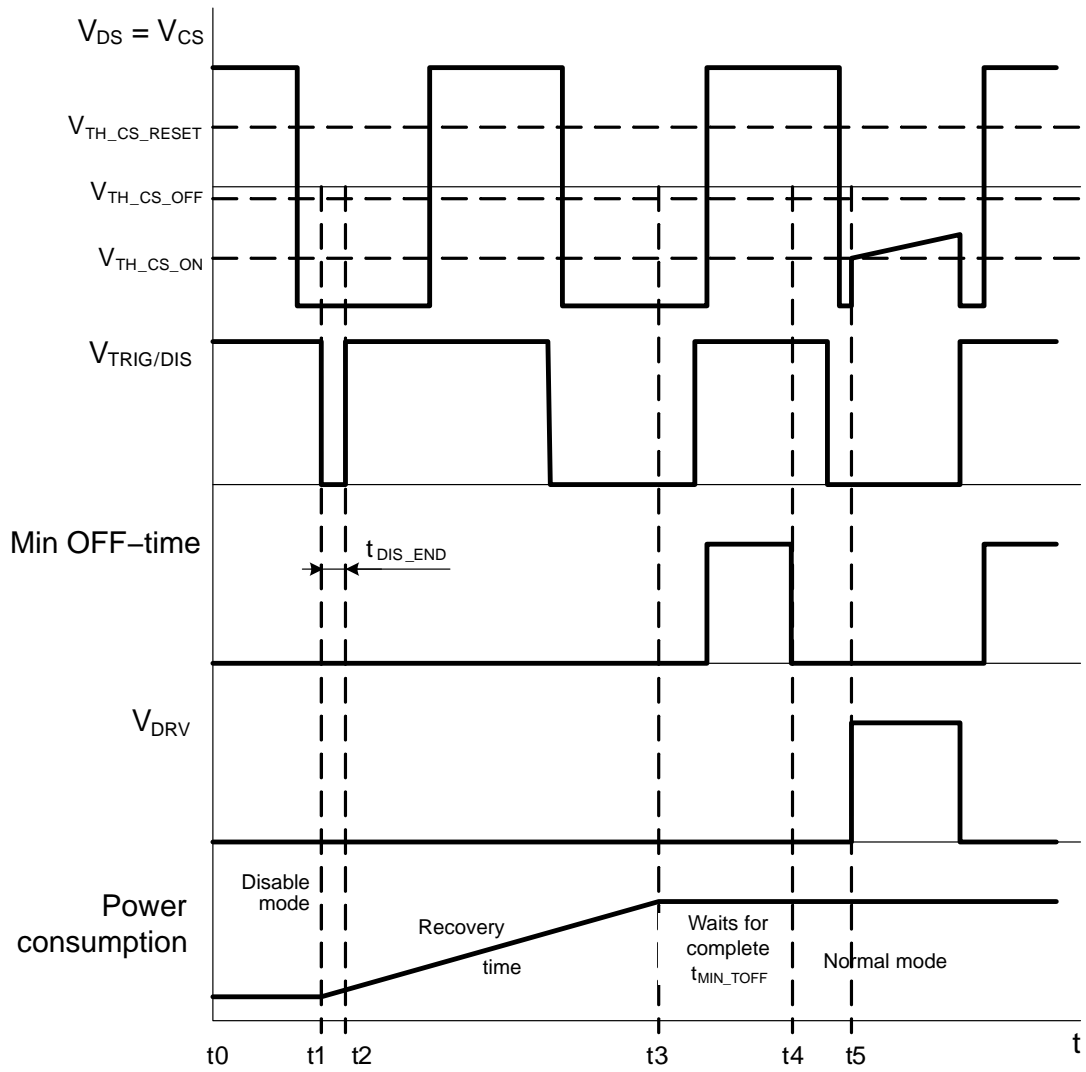 VDS = VCS
VTH_CS_RESET
VTH_CS_OFF
VTH_CS_ON
VTRIG/DIS
Min OFF−time
tDIS_END
VDRV
Power
consumption
Disable
mode
Recovery
time
Waits for
complete
tMIN_TOFF
Normal mode
t0 t1 t2 t3 t4 t5 t